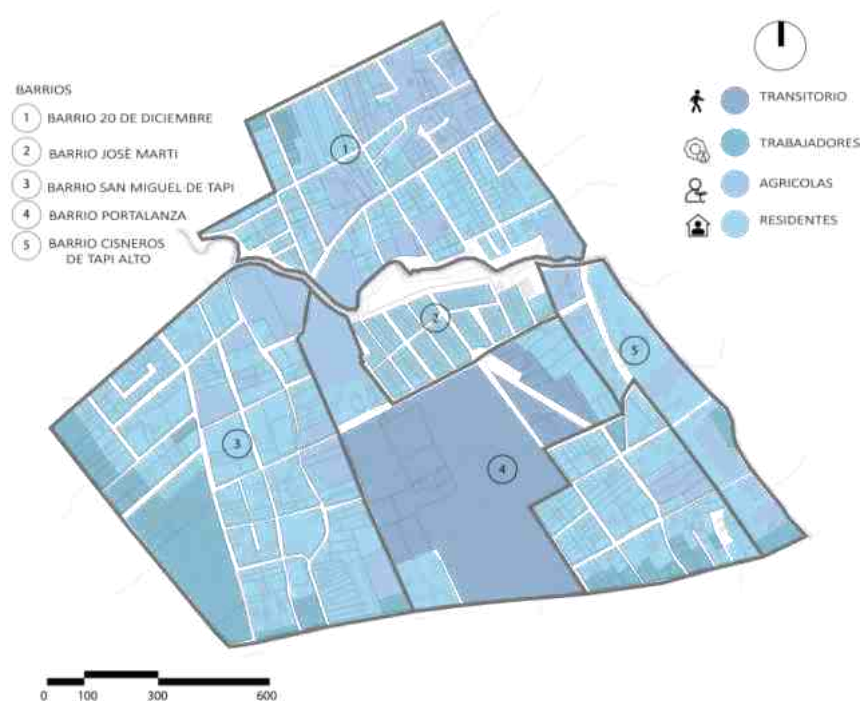 BARRIOS
1 BARRIO 20 DE DICIEMBRE
2 BARRIO JOSÈ MARTI
3 BARRIO SAN MIGUEL DE TAPI
4 BARRIO PORTALANZA
5 BARRIO CISNEROS
DE TAPI ALTO
TRANSITORIO
TRABAJADORES
AGRICOLAS
RESIDENTES
1
2
5
3
4
0 100 300 600